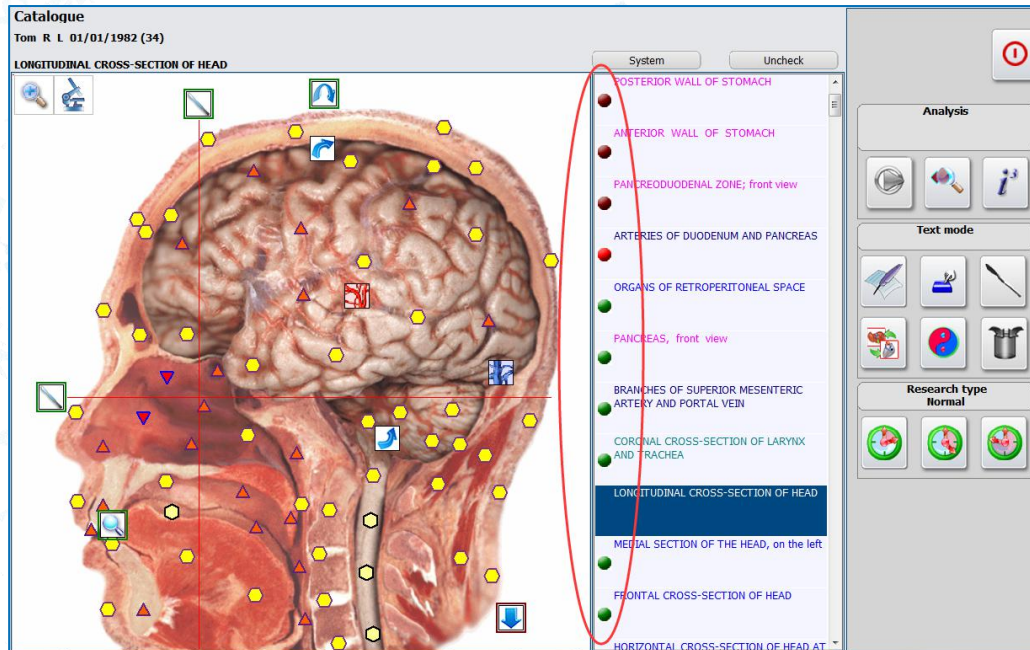 Catalogue
Tom R L 01/01/1982 (34)
LONGITUDINAL CROSS-SECTION OF HEAD
System
Uncheck
POSTERIOR WALL OF STOMACH
ANTERIOR WALL OF STOMACH
PANCREODUODENAL ZONE; front view
ARTERIES OF DUODENUM AND PANCREAS
ORGANS OF RETROPERITONEAL SPACE
PANCREAS, front view
BRANCHES OF SUPERIOR MESENTERIC
ARTERY AND PORTAL VEIN
CORONAL CROSS-SECTION OF LARYNX
AND TRACHEA
LONGITUDINAL CROSS-SECTION OF HEAD
MEDIAL SECTION OF THE HEAD, on the left
FRONTAL CROSS-SECTION OF HEAD
HORIZONTAL CROSS-SECTION OF HEAD AT
Analysis
i³
Text mode
Research type
Normal